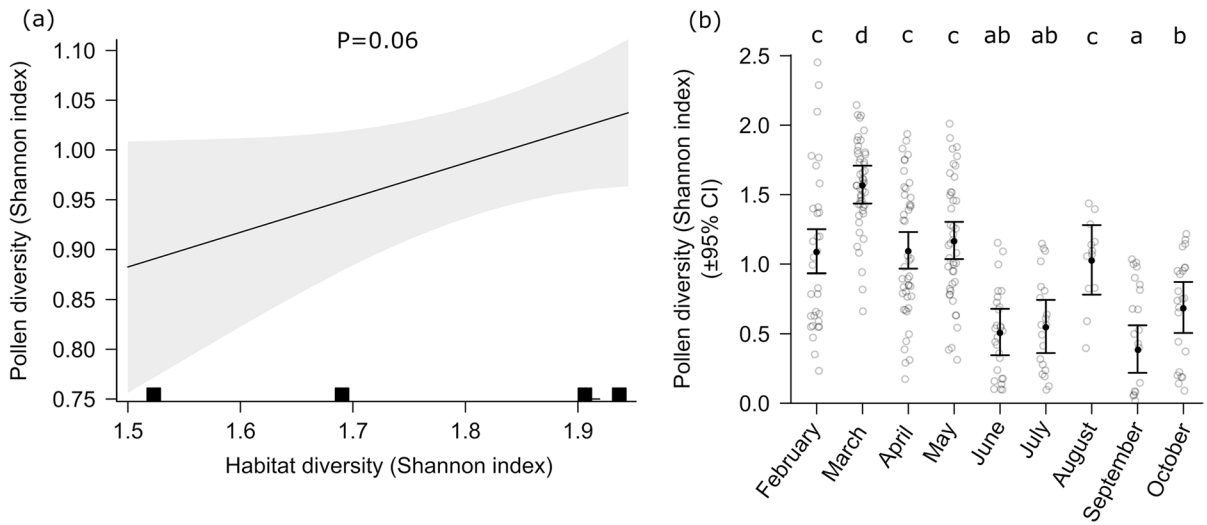 (a)
P=0.06
Pollen diversity (Shannon index)
1.10
1.05
1.00
0.95
0.90
0.85
0.80
0.75
1.5 1.6 1.7 1.8 1.9
Habitat diversity (Shannon index)
(b)
c d c c ab ab c a b
Pollen diversity (Shannon index)
(±95% CI)
2.5
2.0
1.5
1.0
0.5
0.0
February March April May June July August September October